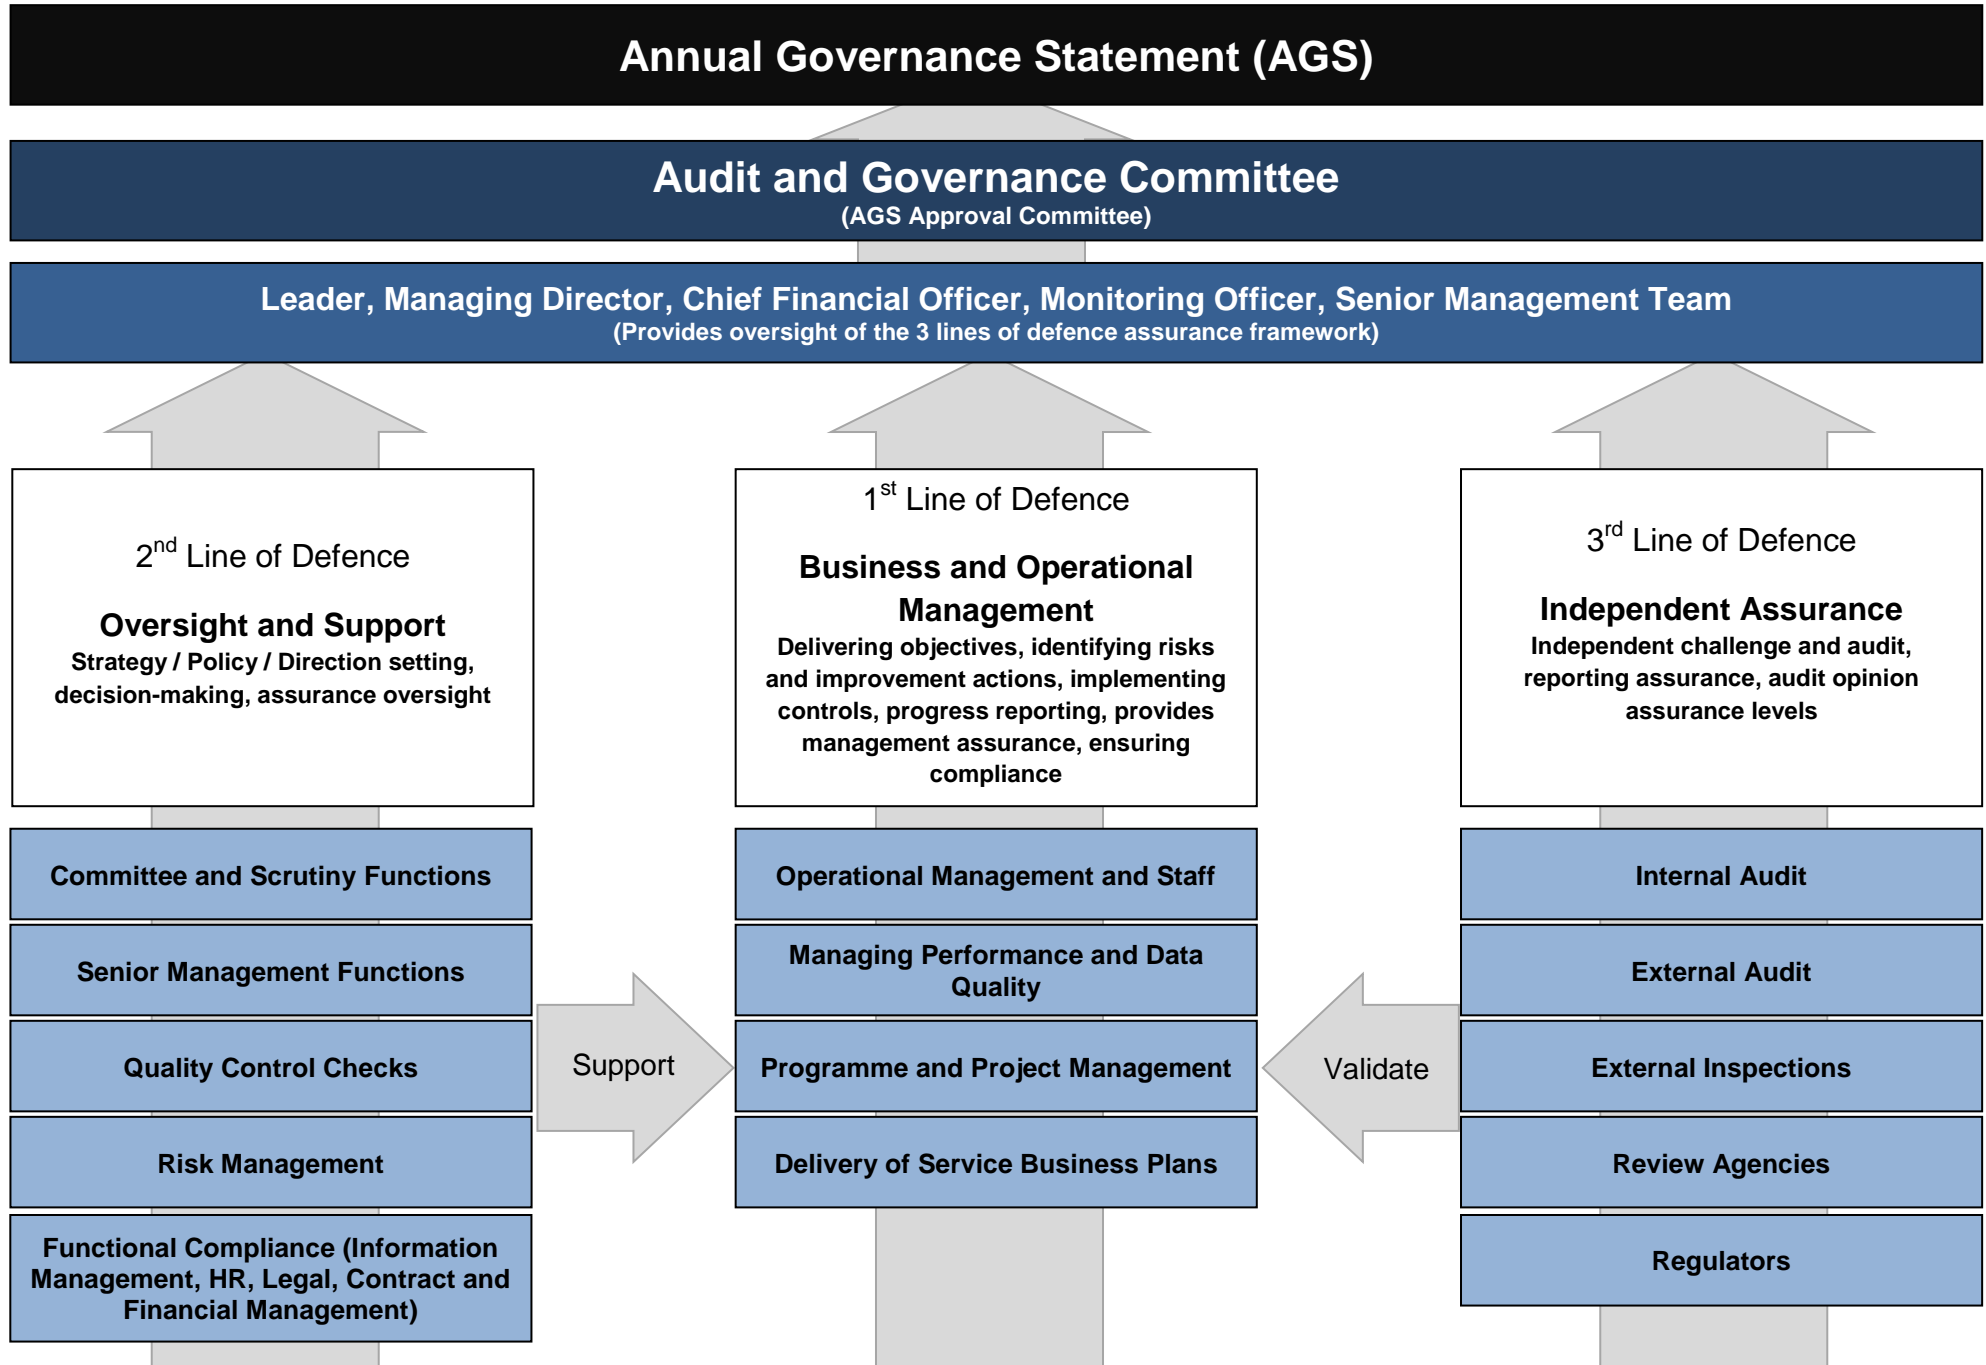 Annual Governance Statement (AGS)
Audit and Governance Committee
(AGS Approval Committee)
Leader, Managing Director, Chief Financial Officer, Monitoring Officer, Senior Management Team
(Provides oversight of the 3 lines of defence assurance framework)
2nd Line of Defence
Oversight and Support
Strategy / Policy / Direction setting,
decision-making, assurance oversight
1st Line of Defence
Business and Operational
Management
Delivering objectives, identifying risks
and improvement actions, implementing
controls, progress reporting, provides
management assurance, ensuring
compliance
3rd Line of Defence
Independent Assurance
Independent challenge and audit,
reporting assurance, audit opinion
assurance levels
Committee and Scrutiny Functions
Senior Management Functions
Quality Control Checks
Risk Management
Functional Compliance (Information
Management, HR, Legal, Contract and
Financial Management)
Support
Operational Management and Staff
Managing Performance and Data
Quality
Programme and Project Management
Delivery of Service Business Plans
Validate
Internal Audit
External Audit
External Inspections
Review Agencies
Regulators